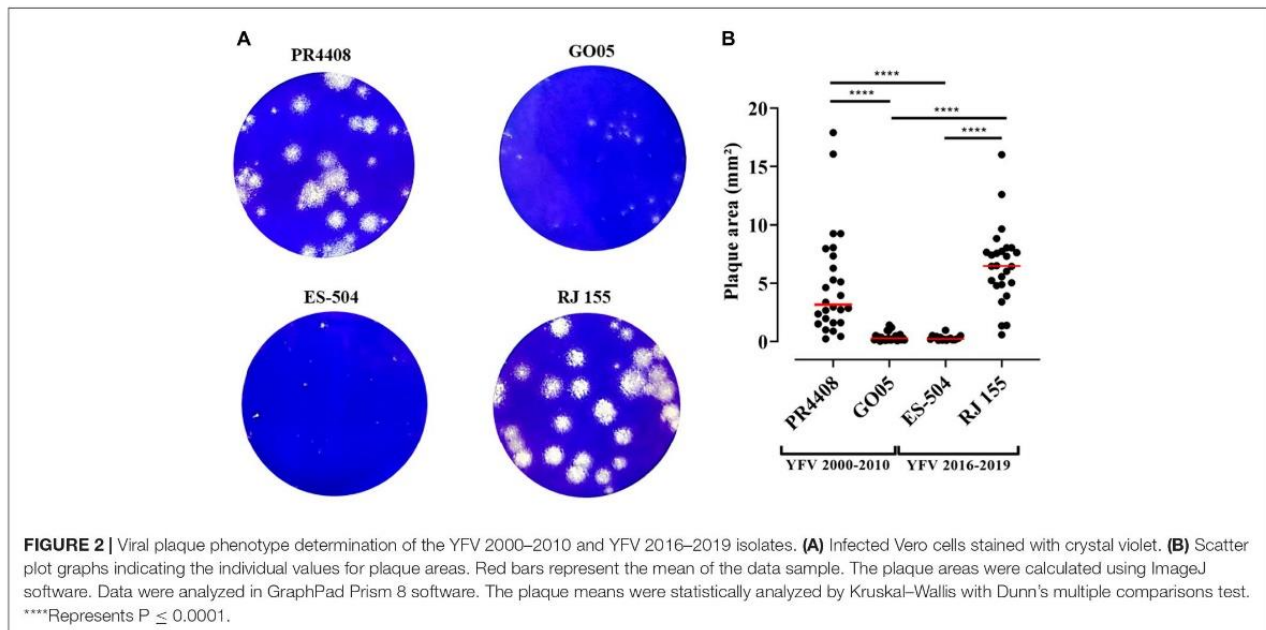 A
PR4408
GO05
ES-504
RJ 155
B
****
****
****
****
Plaque area (mm²)
20
15
10
5
0
PR4408
GO05
ES-504
RJ 155
YFV 2000-2010
YFV 2016-2019
FIGURE 2 | Viral plaque phenotype determination of the YFV 2000–2010 and YFV 2016–2019 isolates. (A) Infected Vero cells stained with crystal violet. (B) Scatter
plot graphs indicating the individual values for plaque areas. Red bars represent the mean of the data sample. The plaque areas were calculated using ImageJ
software. Data were analyzed in GraphPad Prism 8 software. The plaque means were statistically analyzed by Kruskal–Wallis with Dunn's multiple comparisons test.
****Represents P ≤ 0.0001.